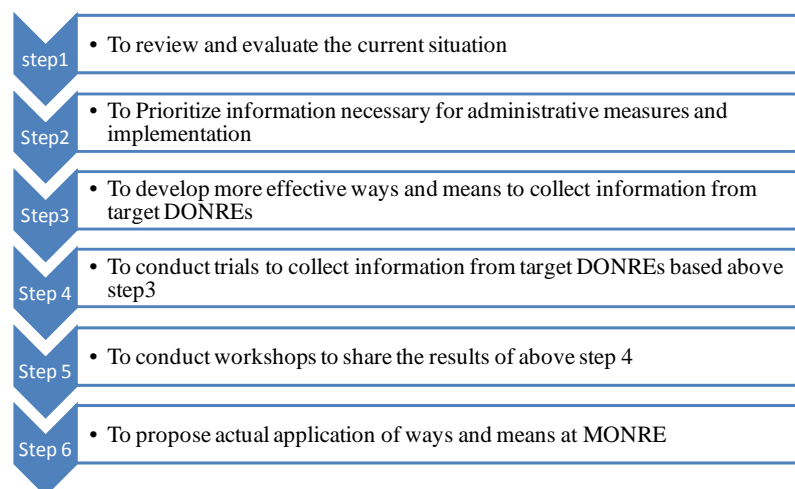 step1
• To review and evaluate the current situation
Step2
• To Prioritize information necessary for administrative measures and
implementation
Step3
• To develop more effective ways and means to collect information from
target DONREs
Step 4
• To conduct trials to collect information from target DONREs based above
step3
Step 5
• To conduct workshops to share the results of above step 4
Step 6
• To propose actual application of ways and means at MONRE